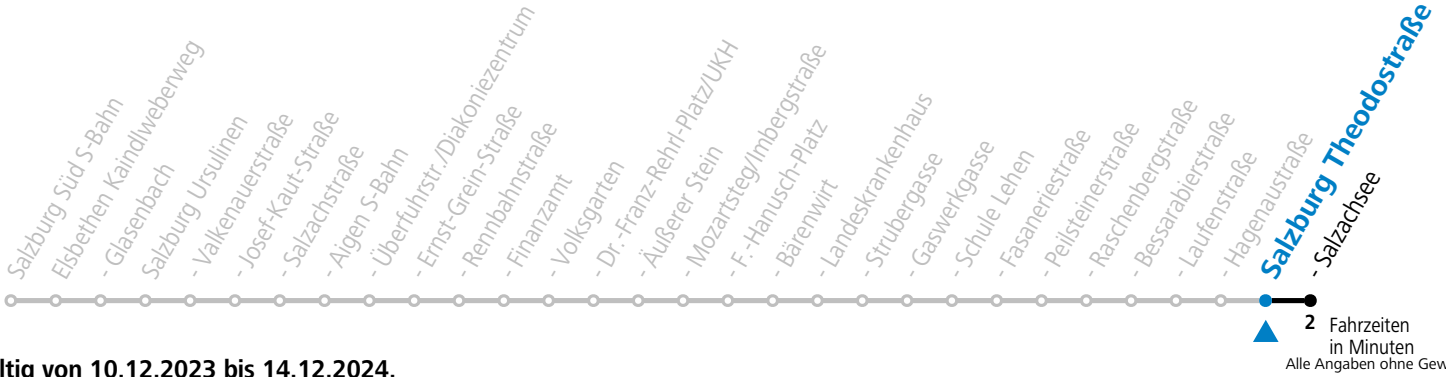 Salzburg Süd S-Bahn
Elsbethen Kaindlweberweg
- Glasenbach
Salzburg Ursulinen
- Valkenauerstraße
- Josef-Kaut-Straße
- Salzachstraße
- Aigen S-Bahn
- Überfuhrstr./Diakoniezentrum
- Ernst-Grein-Straße
- Rennbahnstraße
- Finanzamt
- Volksgarten
- Dr.-Franz-Rehrl-Platz/UKH
- Äußerer Stein
- Mozartsteg/Imbergstraße
- F.-Hanusch-Platz
- Bärenwirt
- Landeskrankenhaus
- Strubergasse
- Gaswerkgasse
- Schule Lehen
- Fasaneriestraße
- Peilsteinerstraße
- Raschenbergstraße
- Bessarabierstraße
- Laufenstraße
- Hagenaustraße
Salzburg Theodostraße
- Salzachsee
2 Fahrzeiten
in Minuten
Alle Angaben ohne Gew
ltig von 10.12.2023 bis 14.12.2024.